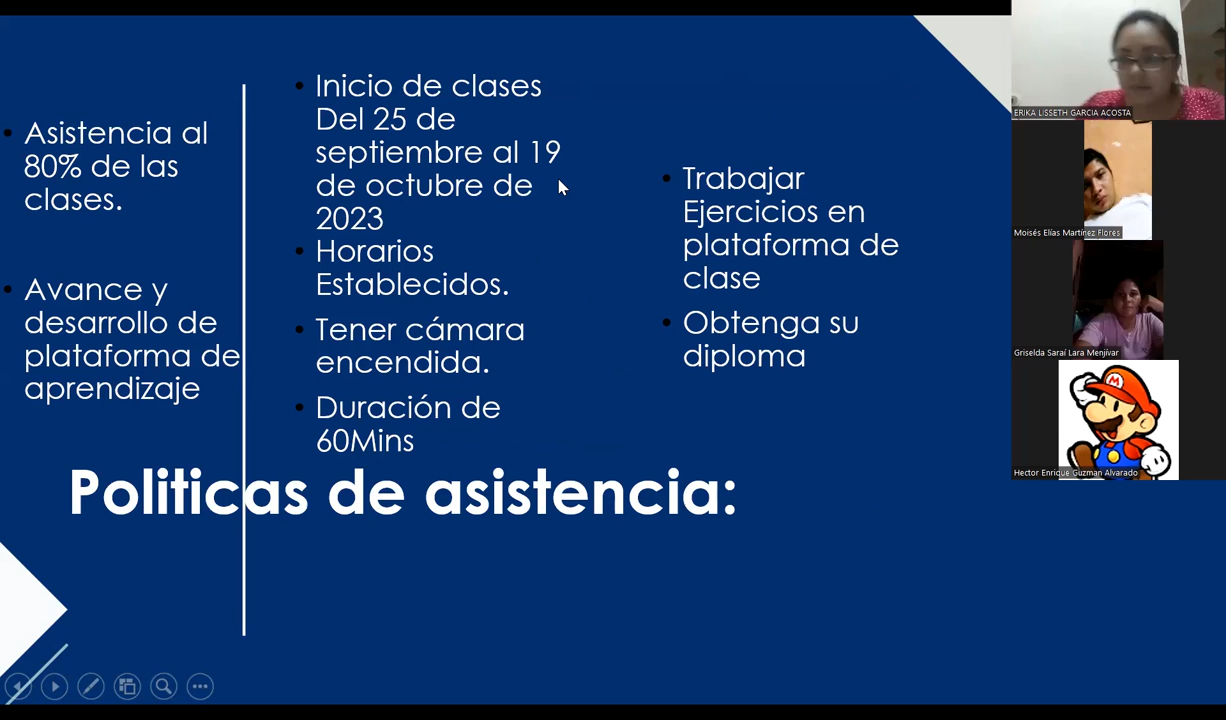 Asistencia al
80% de las
clases.
Avance y
desarrollo de
plataforma de
aprendizaje
Inicio de clases
Del 25 de
septiembre al 19
de octubre de
2023
Horarios
Establecidos.
Tener cámara
encendida.
Duración de
60Mins
Trabajar
Ejercicios en
plataforma de
clase
Obtenga su
diploma
Politicas de asistencia:
ERIKA LISSETH GARCIA ACOSTA
Moisés Elías Martínez Flores
Griselda Saraí Lara Menjívar
M
Hector Enrique Guzman Alvarado